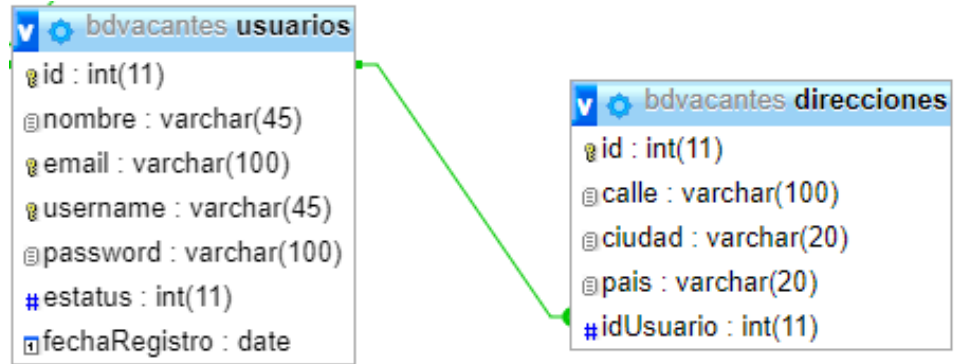 v bdvacantes usuarios
id : int(11)
nombre : varchar(45)
email : varchar(100)
username : varchar(45)
password : varchar(100)
# estatus : int(11)
1 fechaRegistro : date
v bdvacantes direcciones
id : int(11)
calle : varchar(100)
ciudad : varchar(20)
pais : varchar(20)
# idUsuario : int(11)